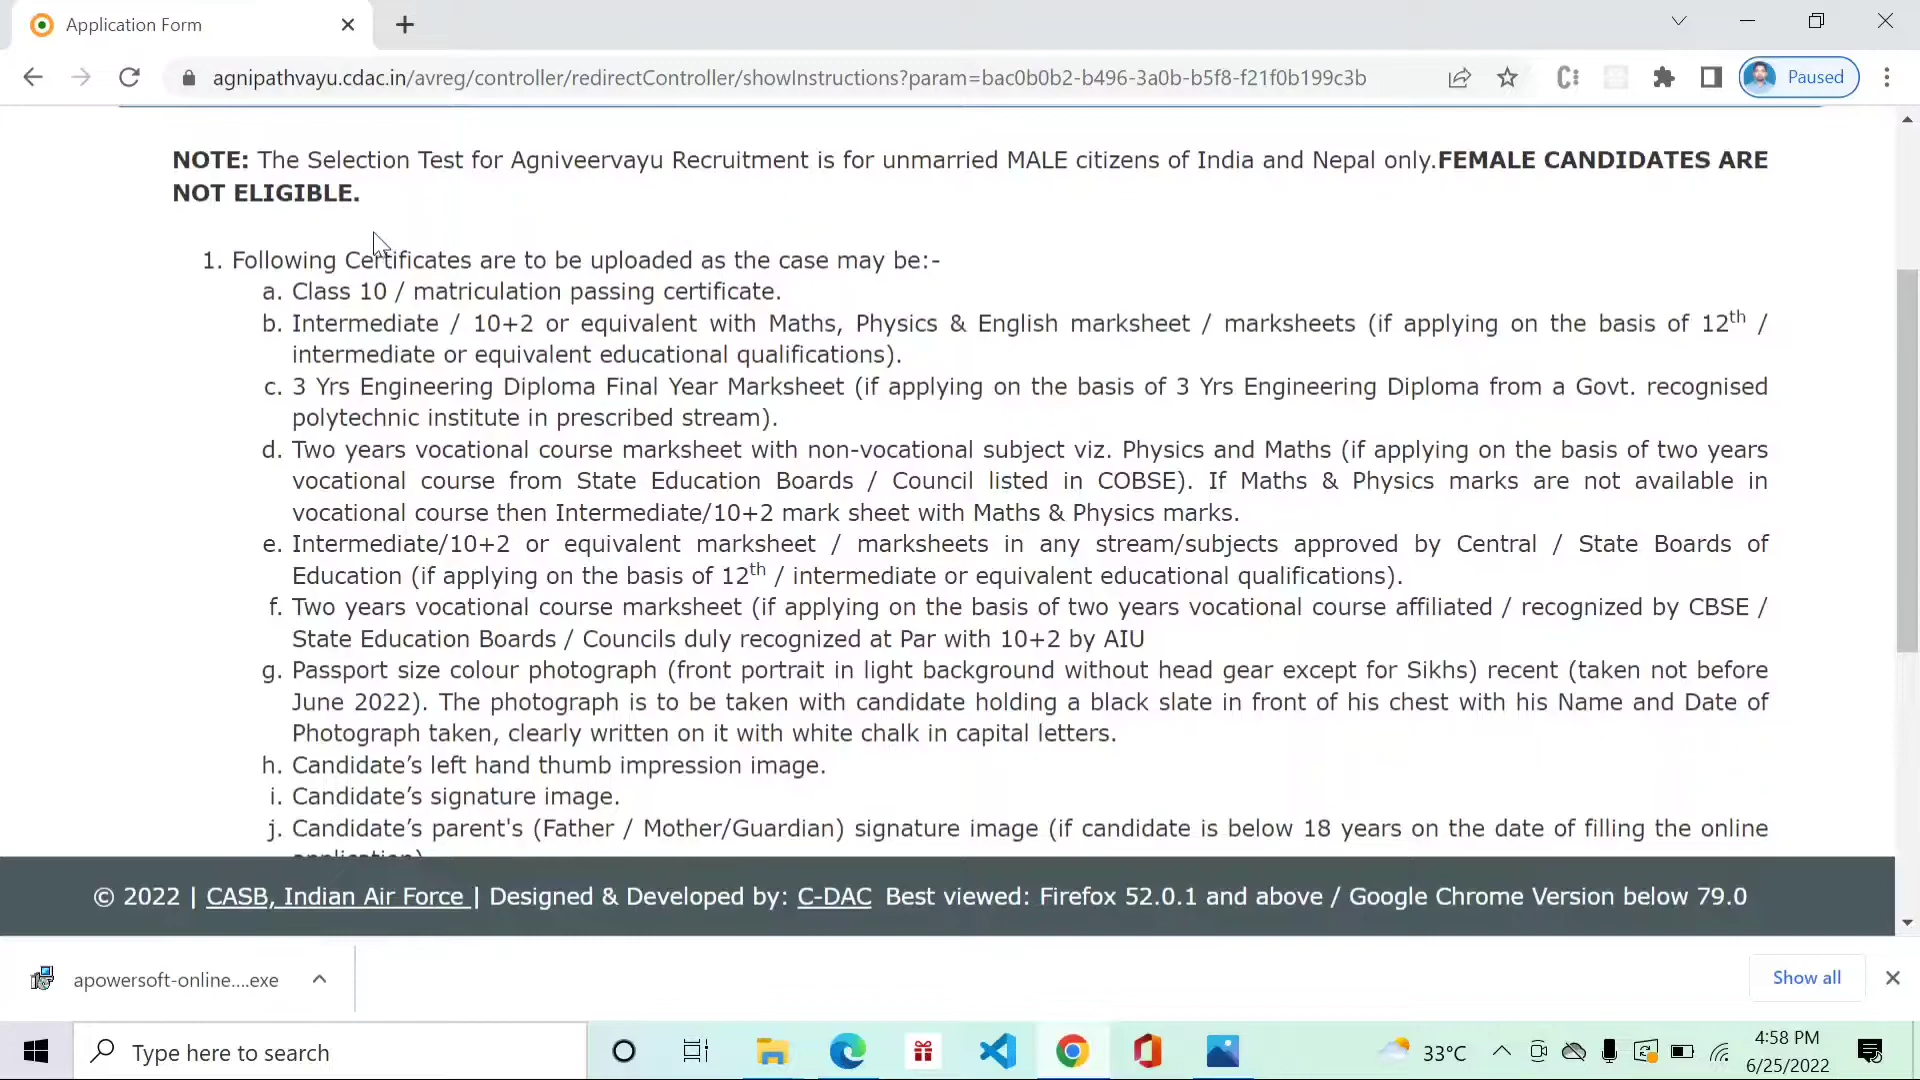 Application Form
agnipathvayu.cdac.in/avreg/controller/redirectController/showInstructions?param=bac0b0b2-b496-3a0b-b5f8-f21f0b199c3b
Paused
NOTE: The Selection Test for Agniveervayu Recruitment is for unmarried MALE citizens of India and Nepal only.FEMALE CANDIDATES ARE
NOT ELIGIBLE.
1. Following Certificates are to be uploaded as the case may be:-
a. Class 10 / matriculation passing certificate.
b. Intermediate / 10+2 or equivalent with Maths, Physics & English marksheet / marksheets (if applying on the basis of 12th /
intermediate or equivalent educational qualifications).
c. 3 Yrs Engineering Diploma Final Year Marksheet (if applying on the basis of 3 Yrs Engineering Diploma from a Govt. recognised
polytechnic institute in prescribed stream).
d. Two years vocational course marksheet with non-vocational subject viz. Physics and Maths (if applying on the basis of two years
vocational course from State Education Boards / Council listed in COBSE). If Maths & Physics marks are not available in
vocational course then Intermediate/10+2 mark sheet with Maths & Physics marks.
e. Intermediate/10+2 or equivalent marksheet / marksheets in any stream/subjects approved by Central / State Boards of
Education (if applying on the basis of 12th / intermediate or equivalent educational qualifications).
f. Two years vocational course marksheet (if applying on the basis of two years vocational course affiliated / recognized by CBSE /
State Education Boards / Councils duly recognized at Par with 10+2 by AIU
g. Passport size colour photograph (front portrait in light background without head gear except for Sikhs) recent (taken not before
June 2022). The photograph is to be taken with candidate holding a black slate in front of his chest with his Name and Date of
Photograph taken, clearly written on it with white chalk in capital letters.
h. Candidate’s left hand thumb impression image.
i. Candidate’s signature image.
j. Candidate’s parent's (Father / Mother/Guardian) signature image (if candidate is below 18 years on the date of filling the online
application)
© 2022 | CASB, Indian Air Force | Designed & Developed by: C-DAC Best viewed: Firefox 52.0.1 and above / Google Chrome Version below 79.0
apowersoft-online....exe
Show all
Type here to search
33°C
4:58 PM
6/25/2022